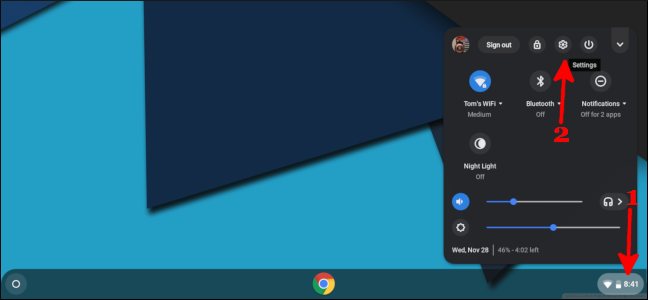 Sign out
Settings
Tom's WiFi
Medium
Bluetooth
Off
Notifications
Off for 2 apps
2
Night Light
Off
1
Wed, Nov 28 | 46% - 4:02 left
8:41